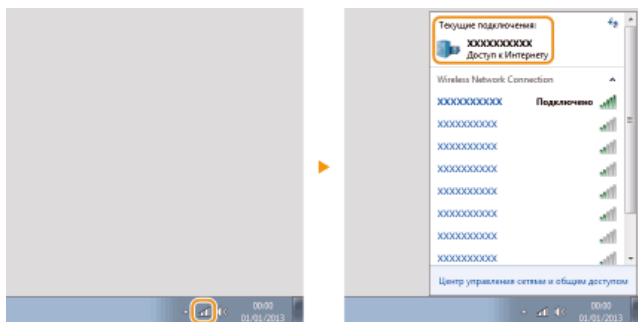 00:00
01/01/2013
Текущие подключения:
XXXXXXXXXX
Доступ к Интернету
Wireless Network Connection
XXXXXXXXXX Подключено
XXXXXXXXXX
XXXXXXXXXX
XXXXXXXXXX
XXXXXXXXXX
XXXXXXXXXX
XXXXXXXXXX
XXXXXXXXXX
Центр управления сетями и общим доступом
00:00
01/01/2013